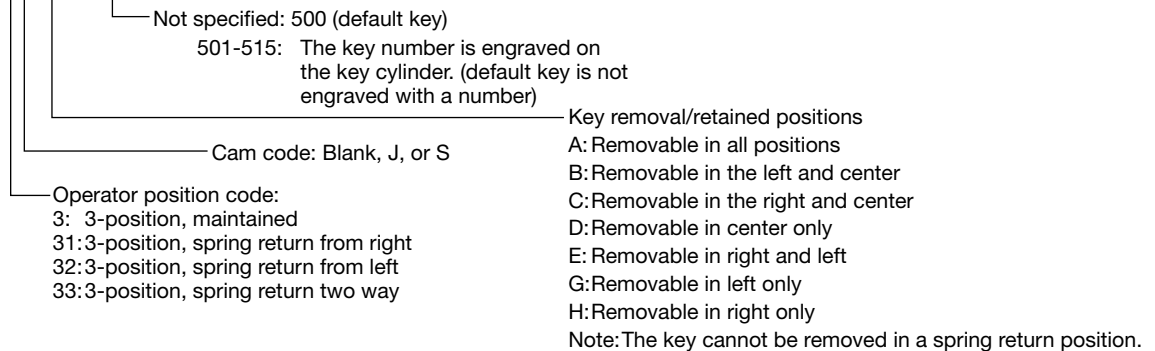 Not specified: 500 (default key)
501-515: The key number is engraved on
the key cylinder. (default key is not
engraved with a number)
Key removal/retained positions
A: Removable in all positions
B: Removable in the left and center
C: Removable in the right and center
D: Removable in center only
E: Removable in right and left
G: Removable in left only
H: Removable in right only
Note: The key cannot be removed in a spring return position.
Cam code: Blank, J, or S
Operator position code:
3: 3-position, maintained
31: 3-position, spring return from right
32: 3-position, spring return from left
33: 3-position, spring return two way